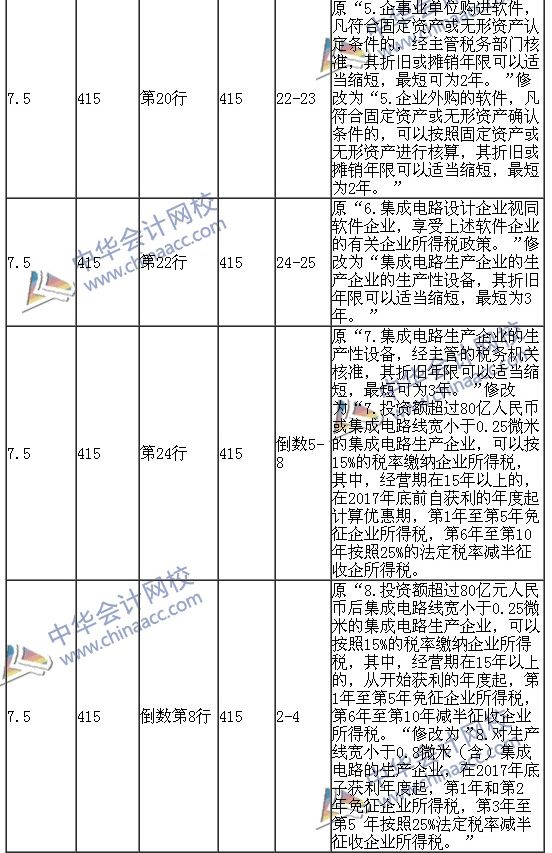 原“5.企事业单位购进软件，
凡符合固定资产或无形资产认
定条件的，经主管税务部门核
准，其折旧或摊销年限可以适
当缩短，最短可为2年。”修
7.5 415 第20行 415 22-23 改为“5.企业外购的软件，凡
符合固定资产或无形资产确认
条件的，可以按照固定资产或
无形资产进行核算，其折旧或
摊销年限可以适当缩短，最短
为2年。”
原“6.集成电路设计企业视同
软件企业，享受上述软件企业
的有关企业所得税政策。”修
7.5 415 第22行 415 24-25 改为“集成电路生产企业的生
产企业的生产性设备，其折旧
年限可以适当缩短，最短为3
年。”
原“7.集成电路生产企业的生
产性设备，经主管的税务机关
核准，其折旧年限可以适当缩
短，最短可为3年。”修改
为“7.投资额超过80亿人民币
或集成电路线宽小于0.25微米
7.5 415 第24行 415 倒数5-8 的集成电路生产企业，可以按
15%的税率缴纳企业所得税，
其中，经营期在15年以上的，
在2017年底前自获利的年度起
计算优惠期，第1年至第5年免
征企业所得税，第6年至第10
年按照25%的法定税率减半征
收企所得税。
原“8.投资额超过80亿元人民
币后集成电路线宽小于0.25微
米的集成电路生产企业，可以
按照15%的税率缴纳企业所得
税，其中，经营期在15年以上
的，从开始获利的年度起，第
1年至第5年免征企业所得税，
7.5 415 倒数第8行 415 2-4 第6年至第10年减半征收企业
所得税。“修改为“8.对生产
线宽小于0.8微米（含）集成
电路的生产企业，在2017年底
子获利年度起，第1年和第2
年免征企业所得税，第3年至
第5 年按照25%法定税率减半
征收企业所得税。”
中华会计网校
www.chinaacc.com
中华会计网校
www.chinaacc.com